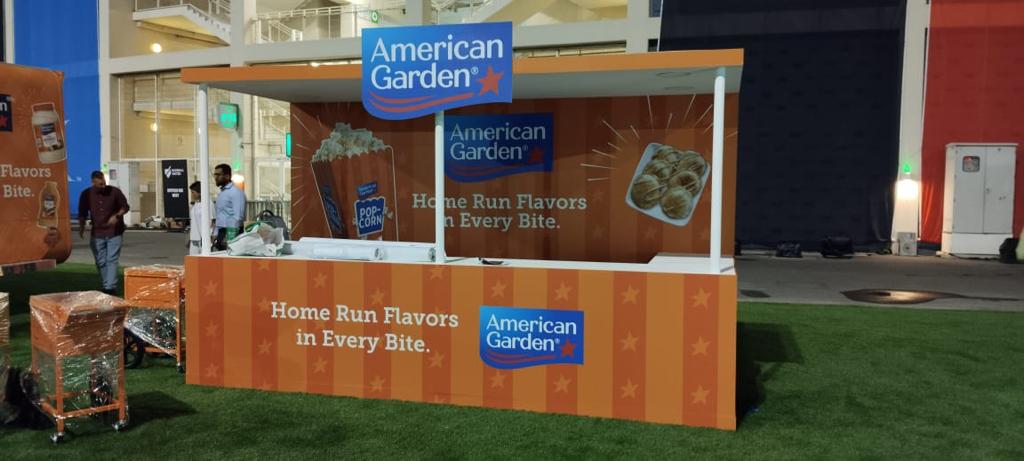 American
Garden®
American
Garden®
Home Run Flavors
in Every Bite.
POP-
CORN
Home Run Flavors
in Every Bite.
American
Garden®
Flavors
Bite.
n